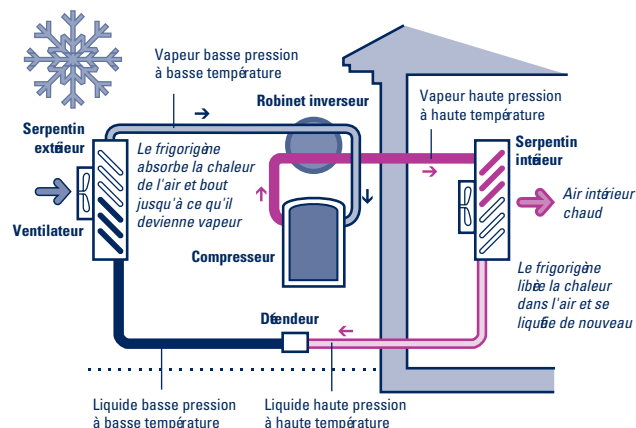 Vapeur basse pression
à basse température
Robinet inverseur
Vapeur haute pression
à haute température
Serpentin
extérieur
Le frigorigène
absorbe la chaleur
de l'air et bout
jusqu'à ce qu'il
devienne vapeur
Serpentin
intérieur
Air intérieur
chaud
Ventilateur
Compresseur
Le frigorigène
libère la chaleur
dans l'air et se
liquéfie de nouveau
Détendeur
Liquide basse pression
à basse température
Liquide haute pression
à haute température